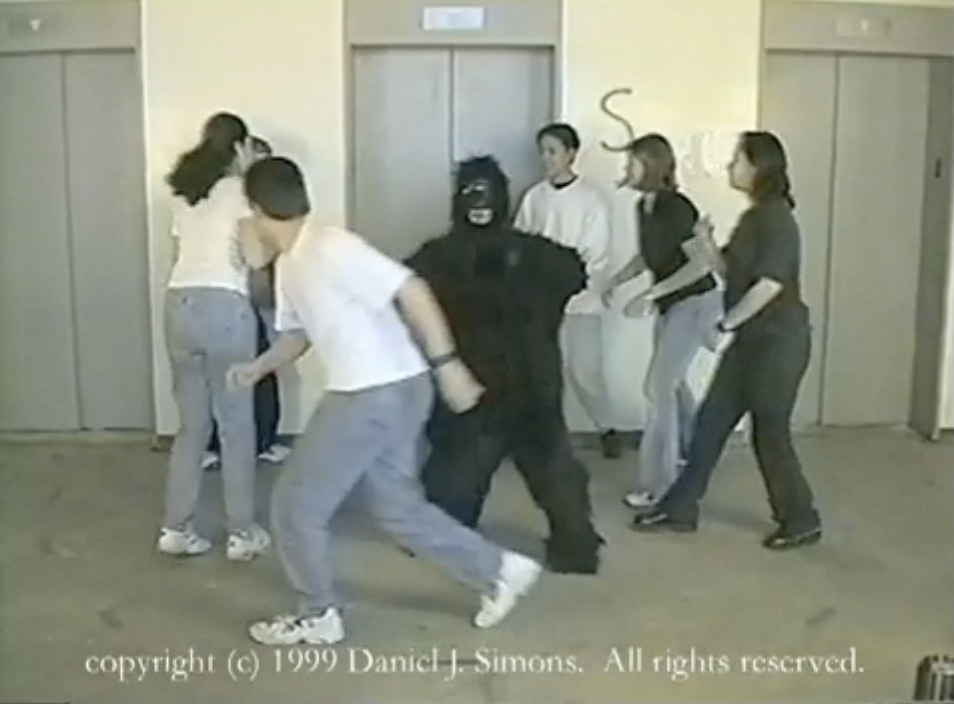 S
copyright (c) 1999 Daniel J. Simons.  All rights reserved.